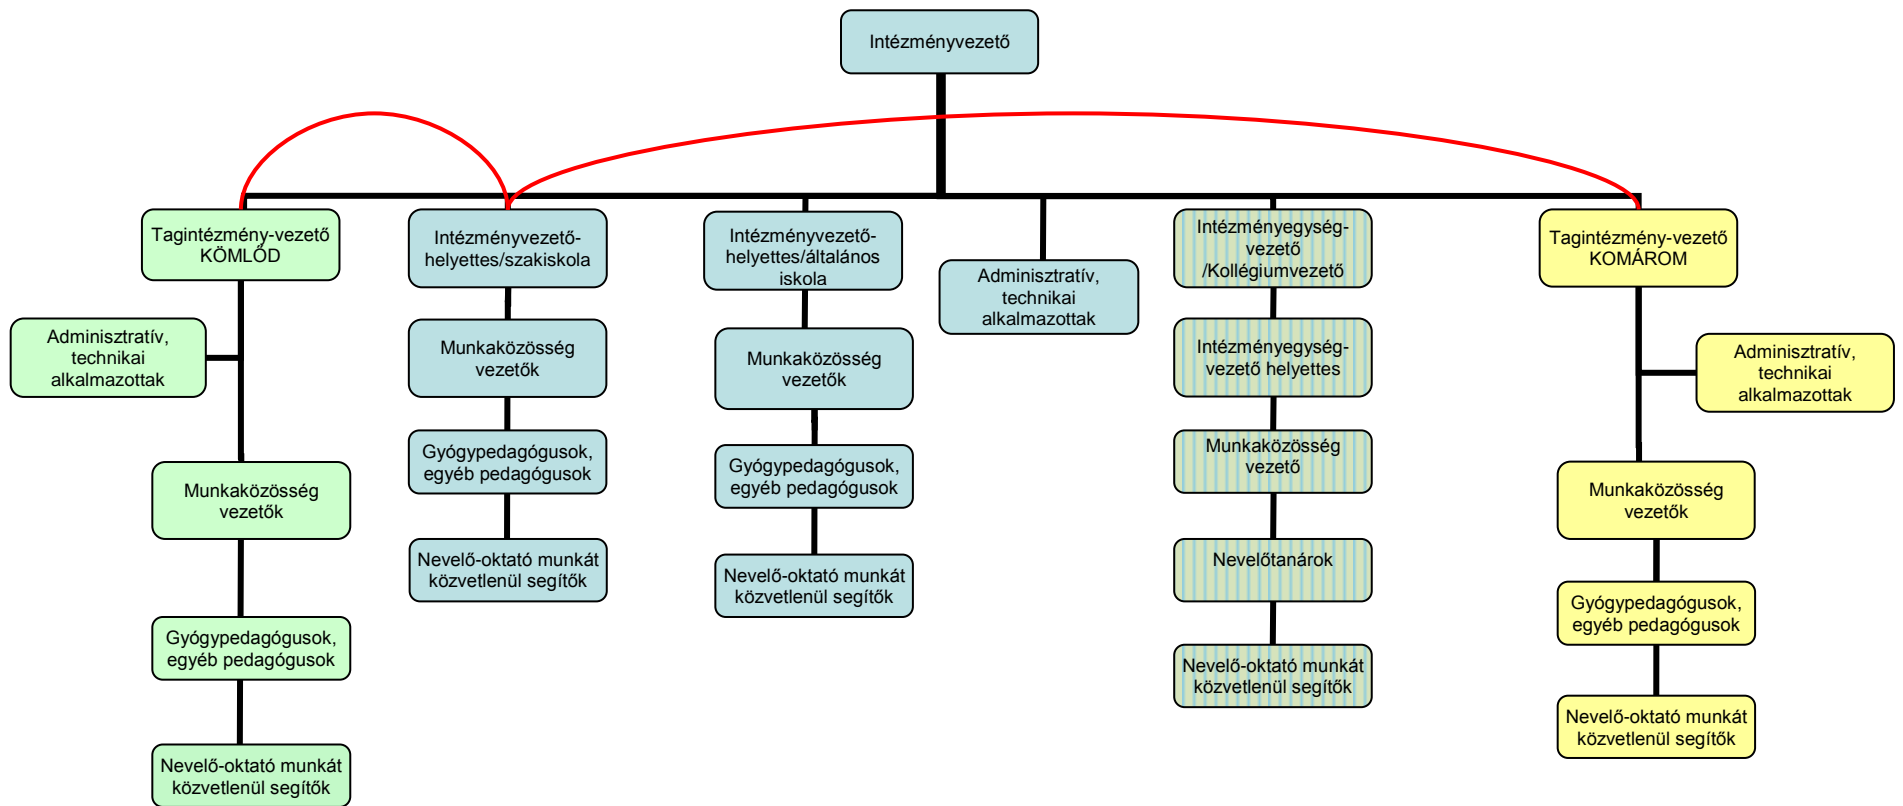 Intézményvezető
Tagintézmény-vezető
KÖMLŐD
Intézményvezető-
helyettes/szakiskola
Intézményvezető-
helyettes/általános
iskola
Adminisztratív,
technikai
alkalmazottak
Intézményegység-
vezető
/Kollégiumvezető
Tagintézmény-vezető
KOMÁROM
Adminisztratív,
technikai
alkalmazottak
Munkaközösség
vezetők
Munkaközösség
vezetők
Intézményegység-
vezető helyettes
Adminisztratív,
technikai
alkalmazottak
Munkaközösség
vezetők
Gyógypedagógusok,
egyéb pedagógusok
Gyógypedagógusok,
egyéb pedagógusok
Munkaközösség
vezető
Munkaközösség
vezetők
Nevelő-oktató munkát
közvetlenül segítők
Nevelő-oktató munkát
közvetlenül segítők
Nevelőtanárok
Gyógypedagógusok,
egyéb pedagógusok
Gyógypedagógusok,
egyéb pedagógusok
Nevelő-oktató munkát
közvetlenül segítők
Nevelő-oktató munkát
közvetlenül segítők
Nevelő-oktató munkát
közvetlenül segítők